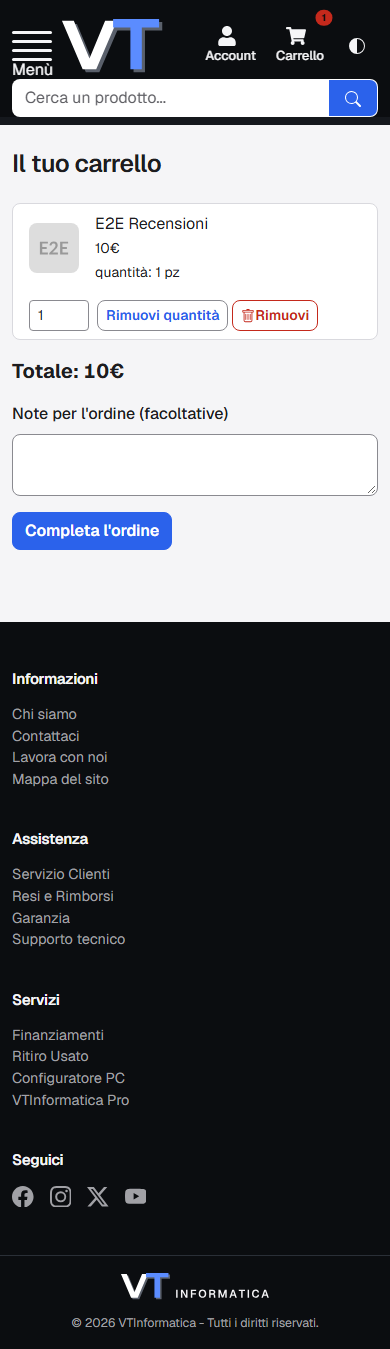 Menù
VT
Account
Carrello
1
Cerca un prodotto...
Il tuo carrello
E2E
E2E Recensioni
10€
quantità: 1 pz
1
Rimuovi quantità
Rimuovi
Totale: 10€
Note per l'ordine (facoltative)
Completa l'ordine
Informazioni
Chi siamo
Contattaci
Lavora con noi
Mappa del sito
Assistenza
Servizio Clienti
Resi e Rimborsi
Garanzia
Supporto tecnico
Servizi
Finanziamenti
Ritiro Usato
Configuratore PC
VTInformatica Pro
Seguici
VT INFORMATICA
© 2026 VTInformatica - Tutti i diritti riservati.